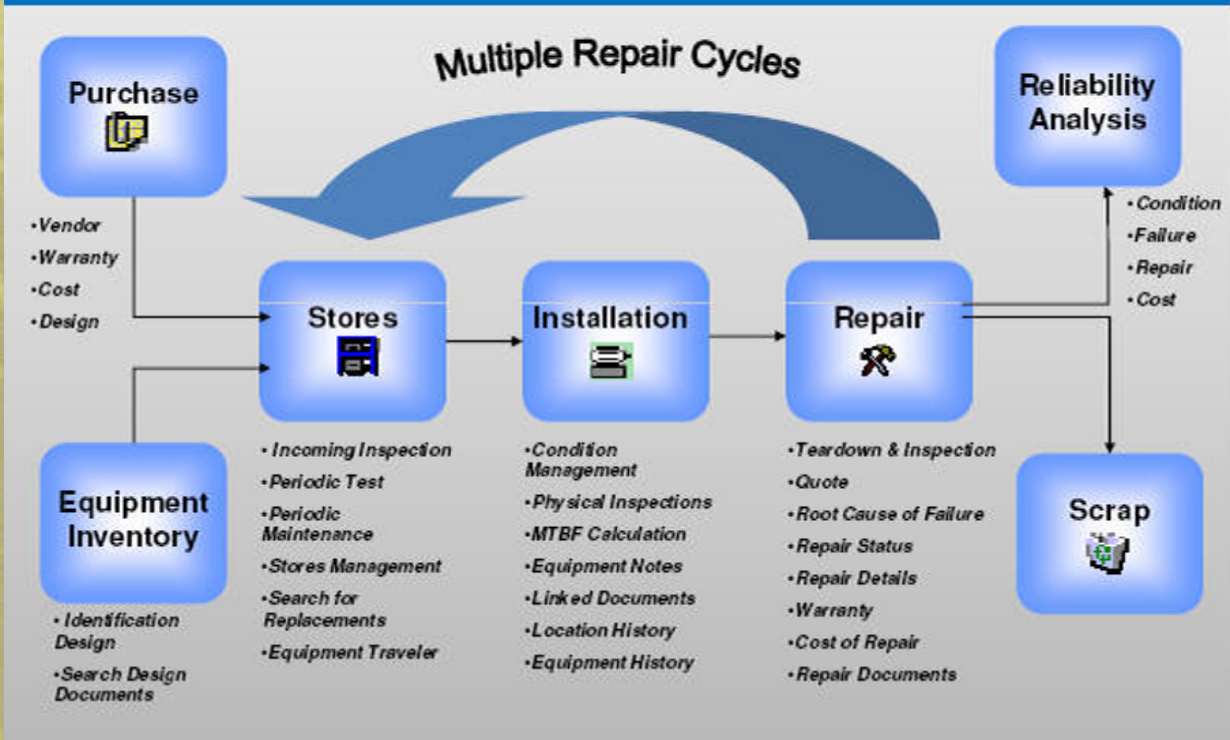 Multiple Repair Cycles
Purchase
•Vendor
•Warranty
•Cost
•Design
Equipment
Inventory
• Identification
Design
•Search Design
Documents
Stores
• Incoming Inspection
•Periodic Test
•Periodic
Maintenance
•Stores Management
•Search for
Replacements
•Equipment Traveler
Installation
•Condition
Management
•Physical Inspections
•MTBF Calculation
•Equipment Notes
•Linked Documents
•Location History
•Equipment History
Repair
•Teardown & Inspection
•Quote
•Root Cause of Failure
•Repair Status
•Repair Details
•Warranty
•Cost of Repair
•Repair Documents
Reliability
Analysis
• Condition
•Failure
•Repair
•Cost
Scrap